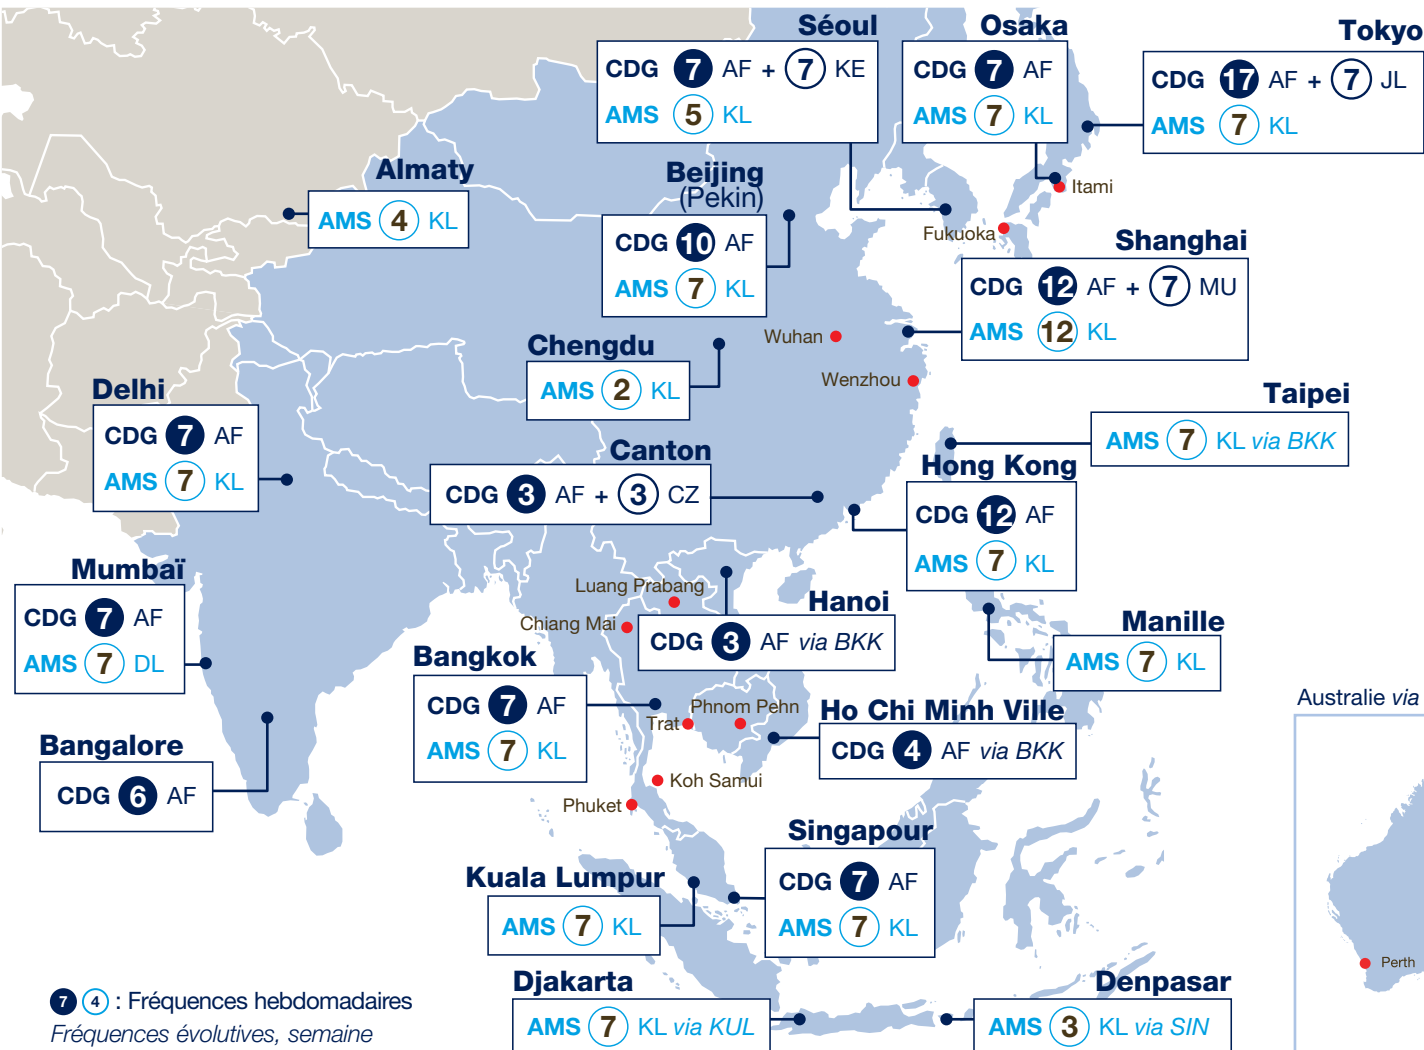 Séoul
CDG 7 AF + 7 KE
AMS 5 KL
Osaka
CDG 7 AF
AMS 7 KL
Tokyo
CDG 17 AF + 7 JL
AMS 7 KL
Itami
Fukuoka
Almaty
AMS 4 KL
Beijing
(Pekin)
CDG 10 AF
AMS 7 KL
Shanghai
CDG 12 AF + 7 MU
AMS 12 KL
Wuhan
Wenzhou
Chengdu
AMS 2 KL
Delhi
CDG 7 AF
AMS 7 KL
Taipei
AMS 7 KL via BKK
Canton
CDG 3 AF + 3 CZ
Hong Kong
CDG 12 AF
AMS 7 KL
Mumbaï
CDG 7 AF
AMS 7 DL
Luang Prabang
Chiang Mai
Hanoi
CDG 3 AF via BKK
Manille
AMS 7 KL
Bangkok
CDG 7 AF
AMS 7 KL
Phnom Pehn
Trat
Ho Chi Minh Ville
CDG 4 AF via BKK
Australie via
Bangalore
CDG 6 AF
Koh Samui
Phuket
Singapour
CDG 7 AF
AMS 7 KL
Kuala Lumpur
AMS 7 KL
Perth
Djakarta
AMS 7 KL via KUL
Denpasar
AMS 3 KL via SIN
7 4 : Fréquences hebdomadaires
Fréquences évolutives, semaine